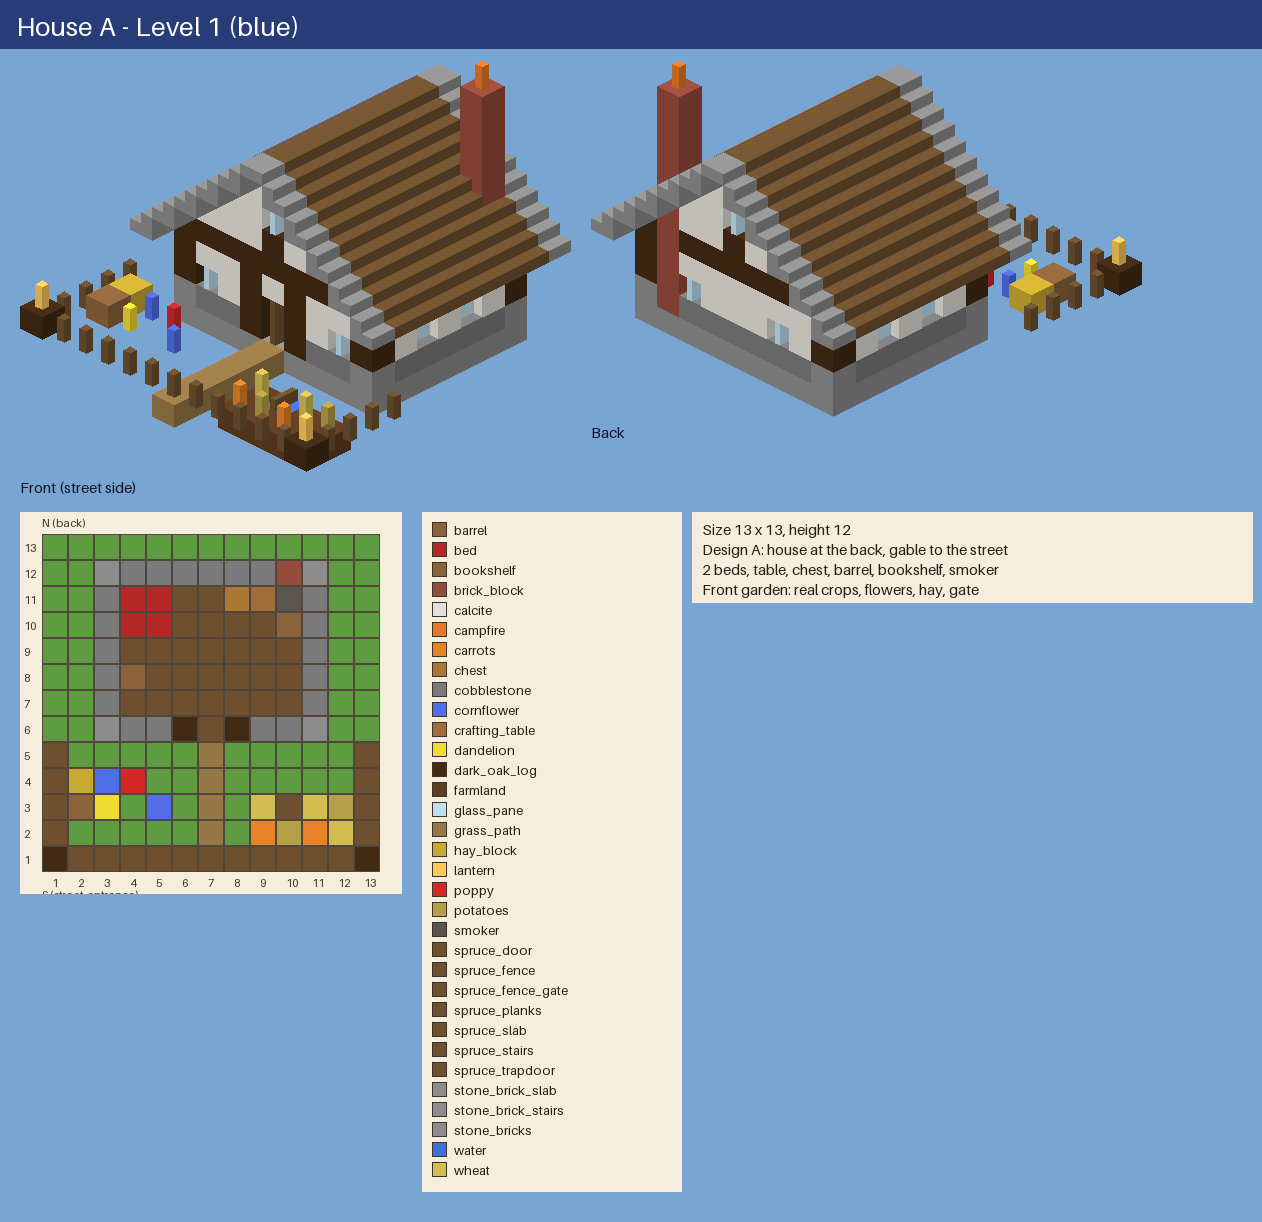 House A - Level 1 (blue)
Back
Front (street side)
N (back)
13
12
11
10
9
8
7
6
5
4
3
2
1
1 2 3 4 5 6 7 8 9 10 11 12 13
S (street entrance)
barrel
bed
bookshelf
brick_block
calcite
campfire
carrots
chest
cobblestone
cornflower
crafting_table
dandelion
dark_oak_log
farmland
glass_pane
grass_path
hay_block
lantern
poppy
potatoes
smoker
spruce_door
spruce_fence
spruce_fence_gate
spruce_planks
spruce_slab
spruce_stairs
spruce_trapdoor
stone_brick_slab
stone_brick_stairs
stone_bricks
water
wheat
Size 13 x 13, height 12
Design A: house at the back, gable to the street
2 beds, table, chest, barrel, bookshelf, smoker
Front garden: real crops, flowers, hay, gate